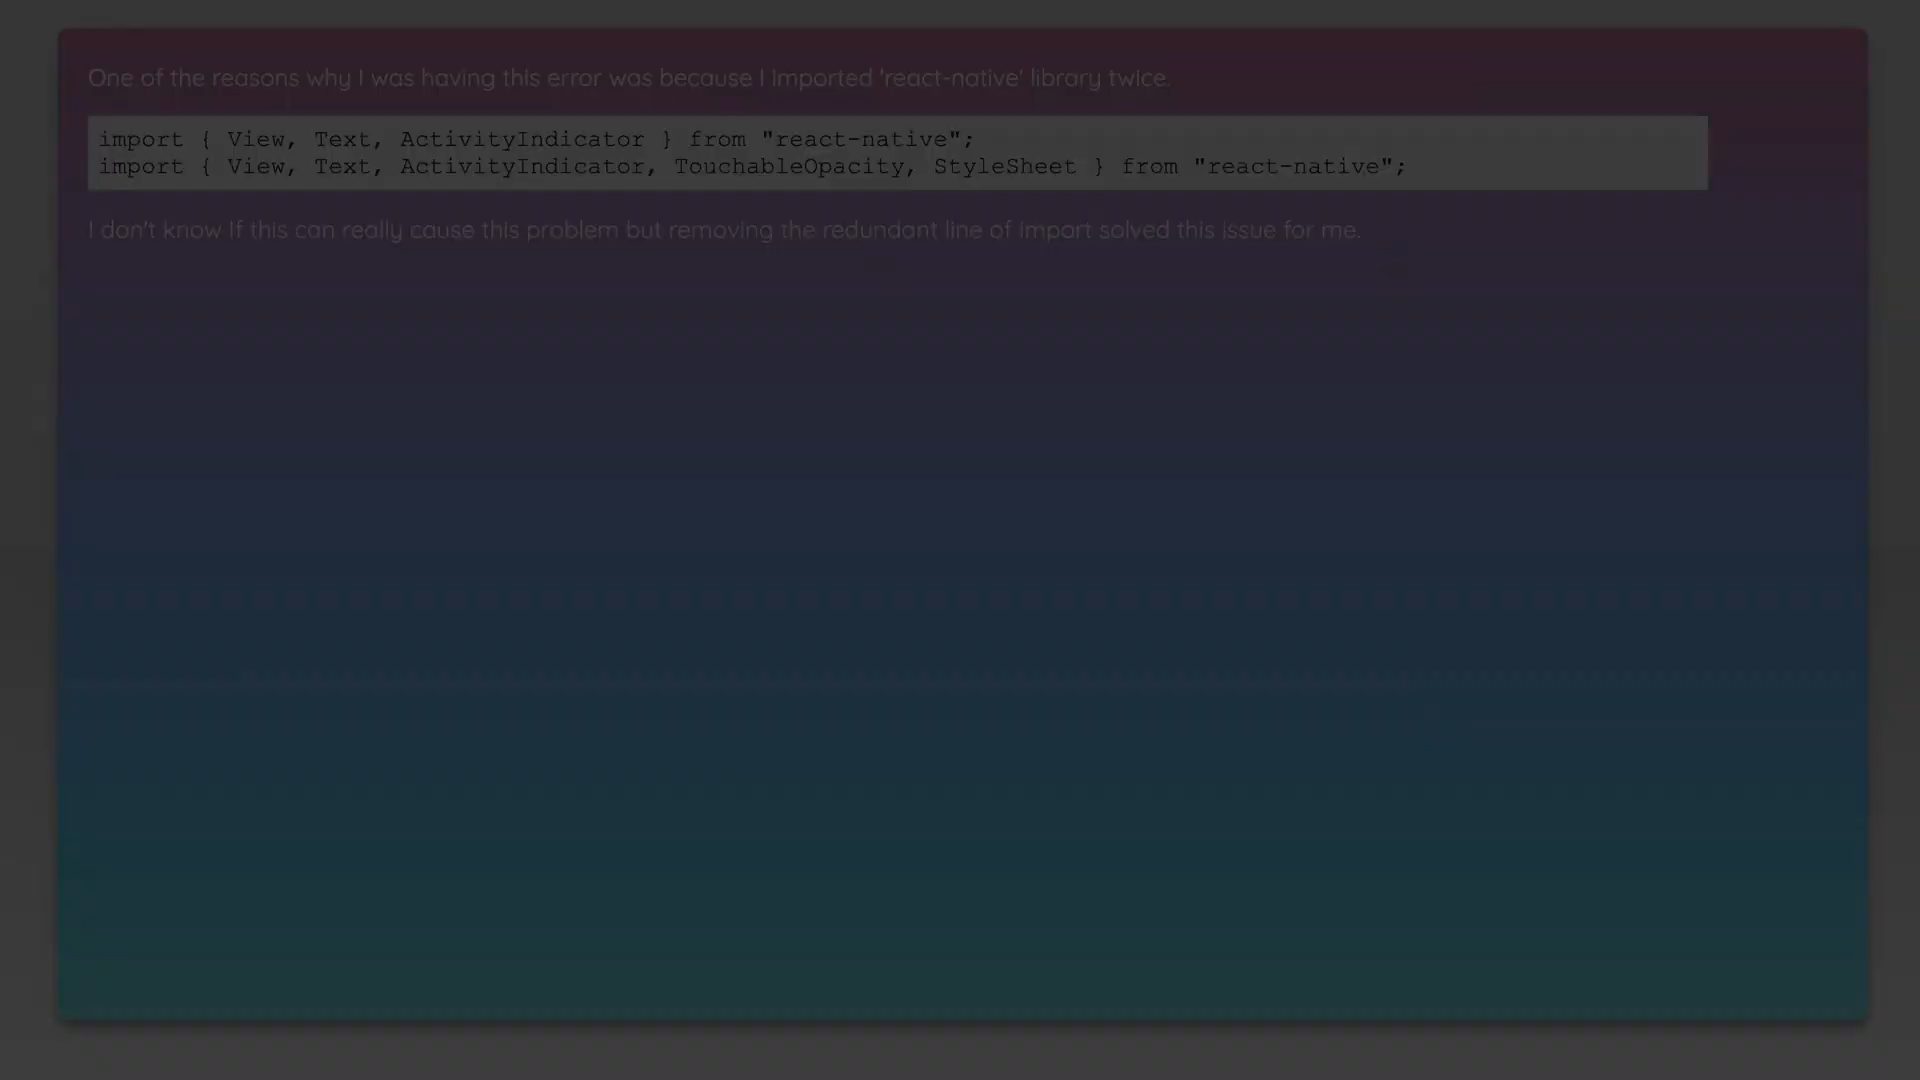 One of the reasons why I was having this error was because I imported 'react-native' library twice.
import { View, Text, ActivityIndicator } from "react-native";
import { View, Text, ActivityIndicator, TouchableOpacity, StyleSheet } from "react-native";
I don't know If this can really cause this problem but removing the redundant line of import solved this issue for me.